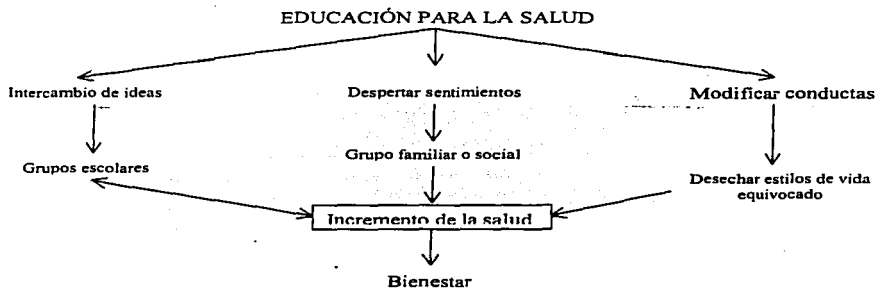 EDUCACIÓN PARA LA SALUD
Intercambio de ideas
Despertar sentimientos
Modificar conductas
Grupos escolares
Grupo familiar o social
Desechar estilos de vida
equivocado
Incremento de la salud
Bienestar